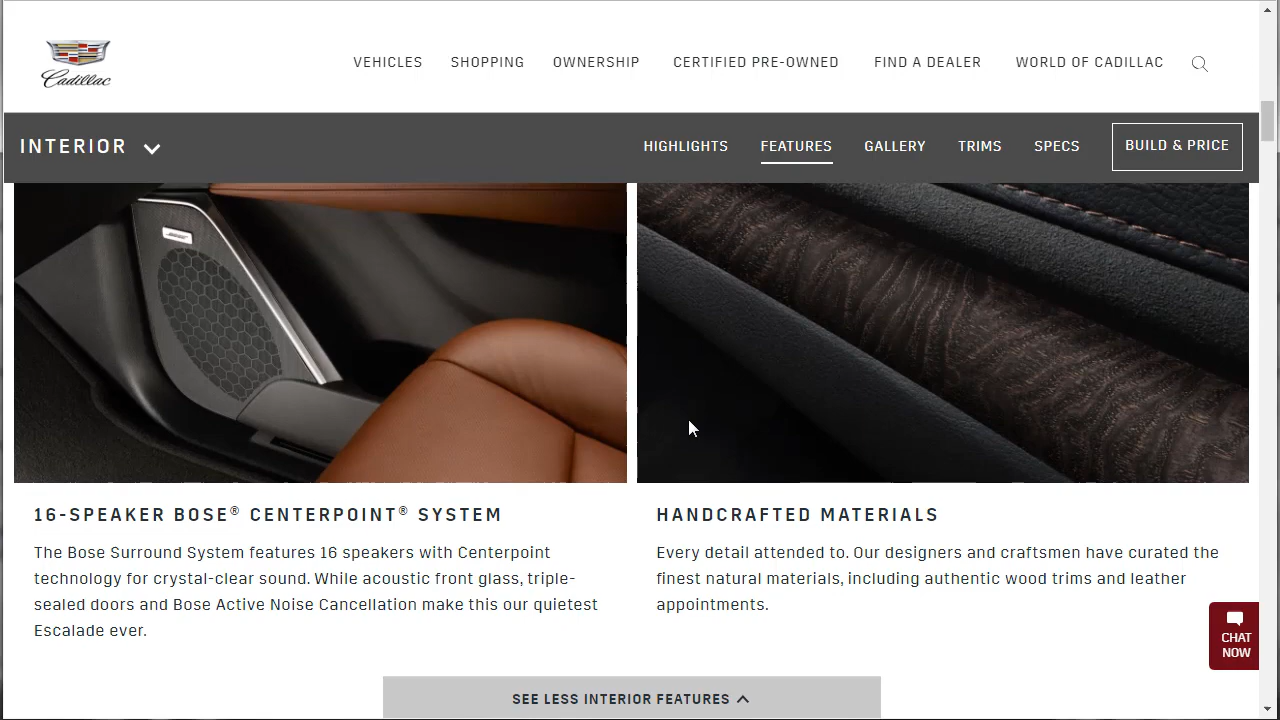 Cadillac
VEHICLES SHOPPING OWNERSHIP CERTIFIED PRE-OWNED FIND A DEALER WORLD OF CADILLAC
INTERIOR
HIGHLIGHTS FEATURES GALLERY TRIMS SPECS BUILD & PRICE
16-SPEAKER BOSE® CENTERPOINT® SYSTEM
The Bose Surround System features 16 speakers with Centerpoint
technology for crystal-clear sound. While acoustic front glass, triple-
sealed doors and Bose Active Noise Cancellation make this our quietest
Escalade ever.
HANDCRAFTED MATERIALS
Every detail attended to. Our designers and craftsmen have curated the
finest natural materials, including authentic wood trims and leather
appointments.
CHAT
NOW
SEE LESS INTERIOR FEATURES